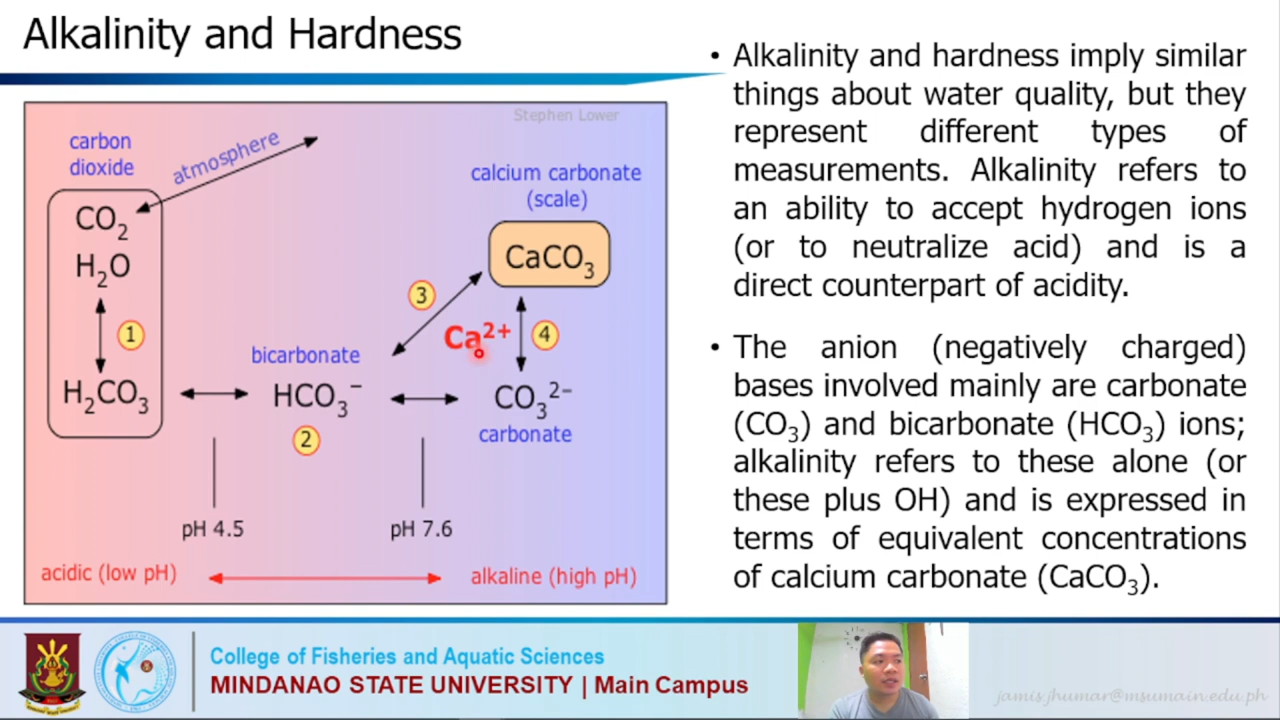 Alkalinity and Hardness
Stephen Lower
carbon
dioxide
atmosphere
calcium carbonate
(scale)
CO₂
H₂O
CaCO₃
3
1
Ca²⁺
4
bicarbonate
H₂CO₃
HCO₃⁻
CO₃²⁻
2
carbonate
pH 4.5
pH 7.6
acidic (low pH)
alkaline (high pH)
• Alkalinity and hardness imply similar
things about water quality, but they
represent different types of
measurements. Alkalinity refers to
an ability to accept hydrogen ions
(or to neutralize acid) and is a
direct counterpart of acidity.
• The anion (negatively charged)
bases involved mainly are carbonate
(CO₃) and bicarbonate (HCO₃) ions;
alkalinity refers to these alone (or
these plus OH) and is expressed in
terms of equivalent concentrations
of calcium carbonate (CaCO₃).
College of Fisheries and Aquatic Sciences
MINDANAO STATE UNIVERSITY | Main Campus
jamis.jhumar@msumain.edu.ph